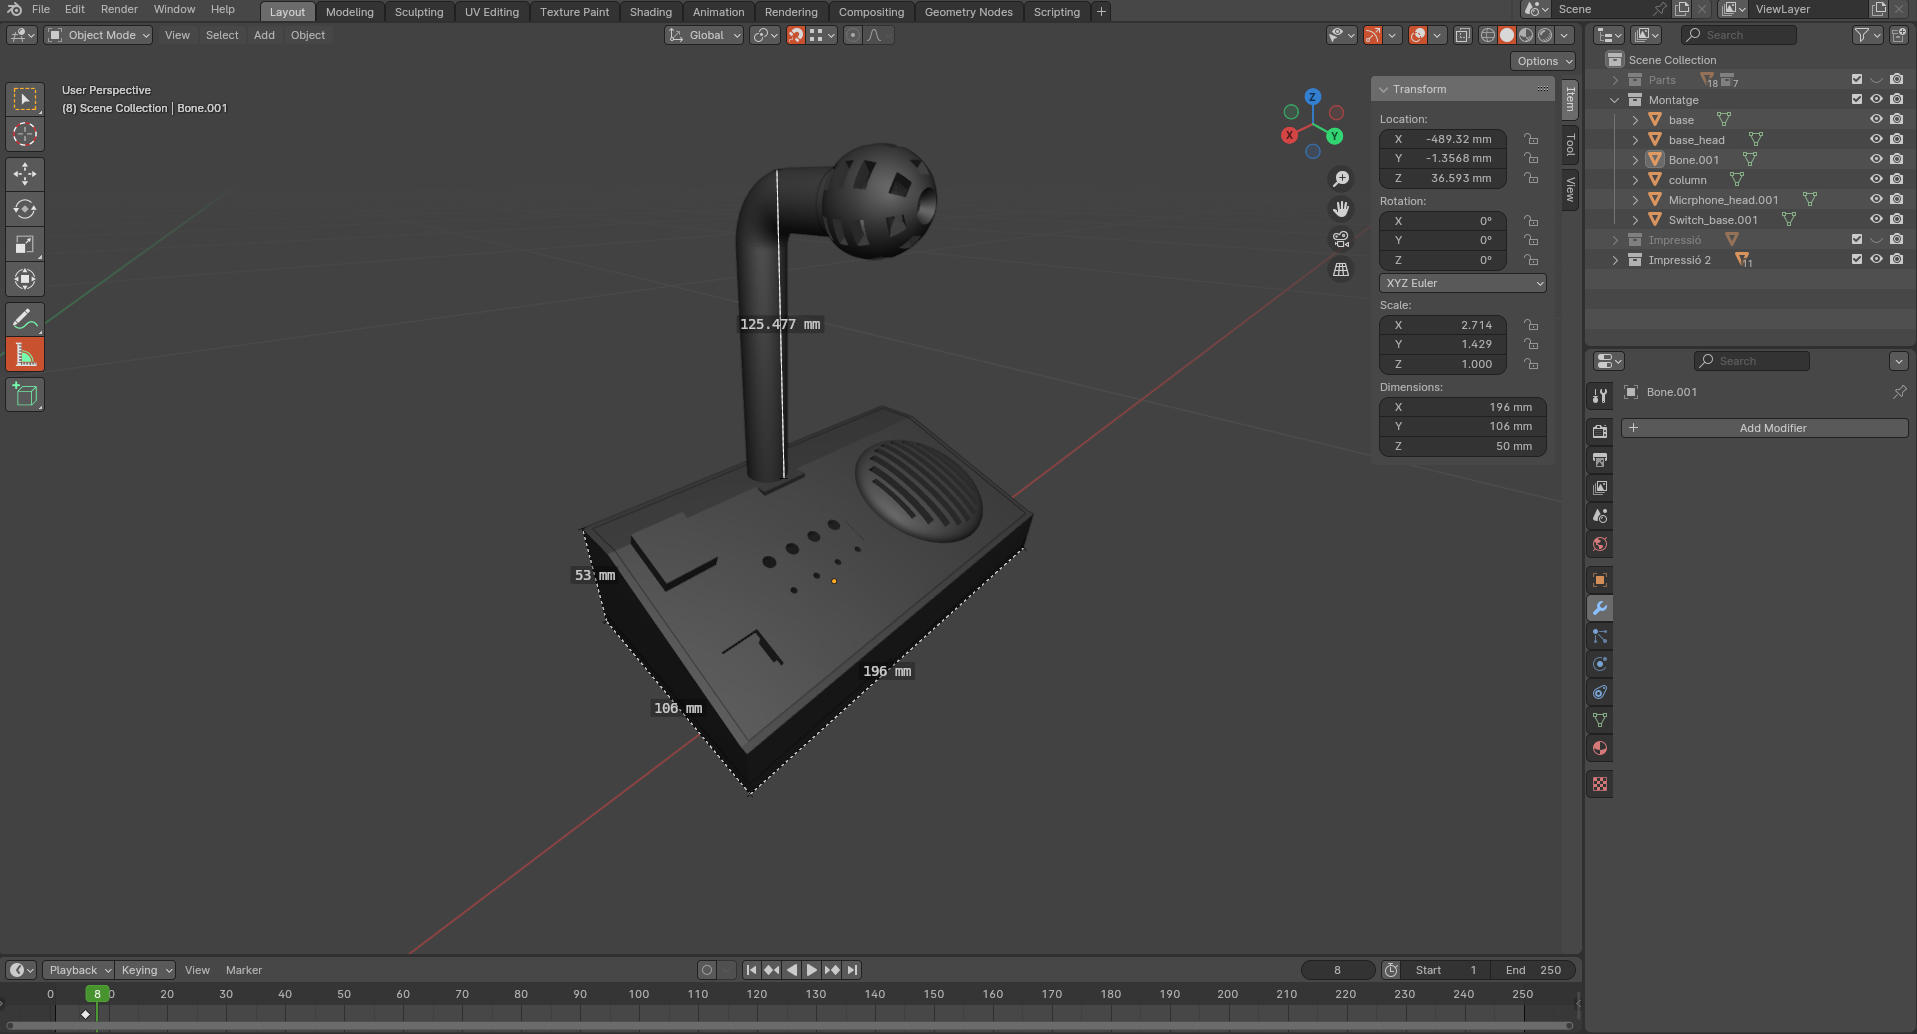 File Edit Render Window Help Layout Modeling Sculpting UV Editing Texture Paint Shading Animation Rendering Compositing Geometry Nodes Scripting + Scene ViewLayer
Object Mode View Select Add Object Global Search
Options
User Perspective
(8) Scene Collection | Bone.001
Z
X
Y
125.477 mm
53 mm
196 mm
106 mm
Transform
Location:
X -489.32 mm
Y -1.3568 mm
Z 36.593 mm
Rotation:
X 0°
Y 0°
Z 0°
XYZ Euler
Scale:
X 2.714
Y 1.429
Z 1.000
Dimensions:
X 196 mm
Y 106 mm
Z 50 mm
Item
Tool
View
Scene Collection
Parts 18 7
Montatge
base
base_head
Bone.001
column
Micrphone_head.001
Switch_base.001
Impressió
Impressió 2 11
Search
Bone.001
+ Add Modifier
Playback Keying View Marker 8 Start 1 End 250
0 8 0 20 30 40 50 60 70 80 90 100 110 120 130 140 150 160 170 180 190 200 210 220 230 240 250